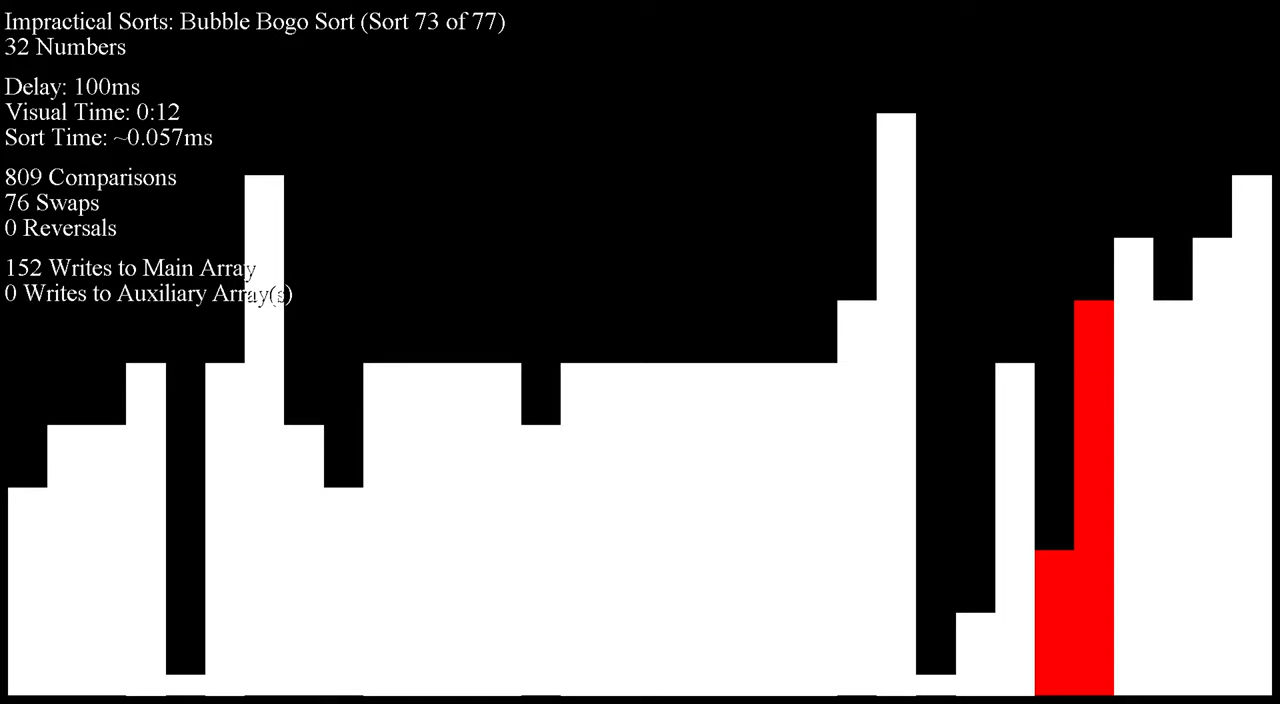 Impractical Sorts: Bubble Bogo Sort (Sort 73 of 77)
32 Numbers
Delay: 100ms
Visual Time: 0:12
Sort Time: ~0.057ms
809 Comparisons
76 Swaps
0 Reversals
152 Writes to Main Array
0 Writes to Auxiliary Array(s)